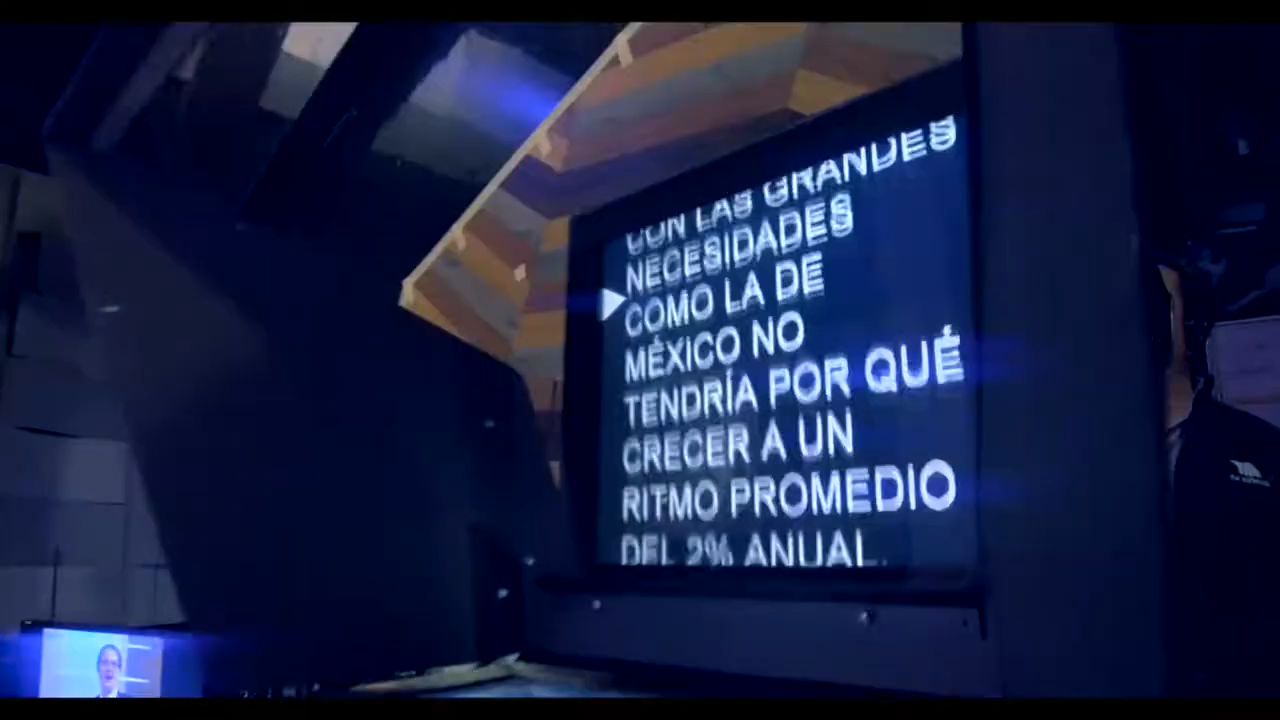 CON LAS GRANDES
NECESIDADES
COMO LA DE
MÉXICO NO
TENDRÍA POR QUÉ
CRECER A UN
RITMO PROMEDIO
DEL 2% ANUAL.